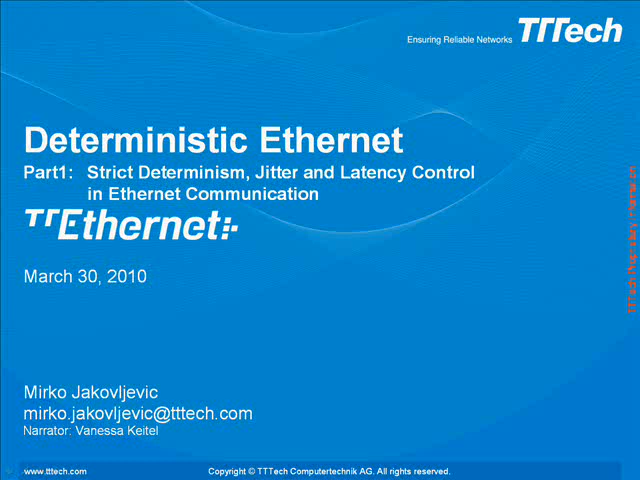 Ensuring Reliable Networks TTTech
Deterministic Ethernet
Part1: Strict Determinism, Jitter and Latency Control
in Ethernet Communication
TTEthernet
March 30, 2010
Mirko Jakovljevic
mirko.jakovljevic@tttech.com
Narrator: Vanessa Keitel
www.tttech.com
Copyright © TTTech Computertechnik AG. All rights reserved.